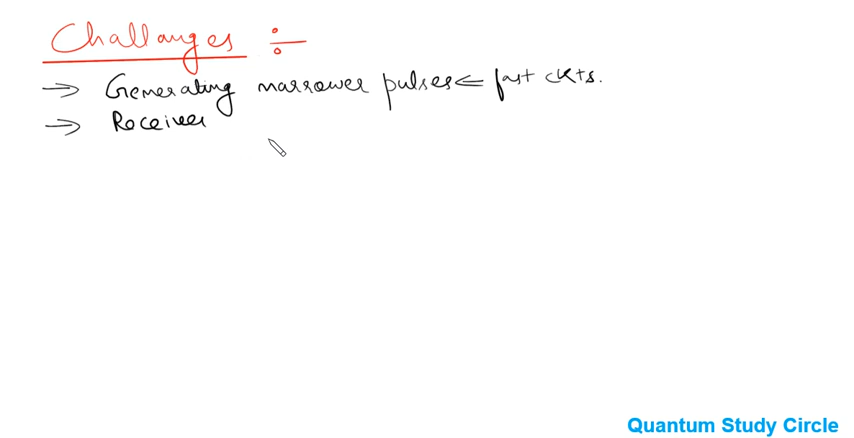 Challanges ÷
→ Generating narrower pulses ⇐ fast ckts.
→ Receiver
Quantum Study Circle